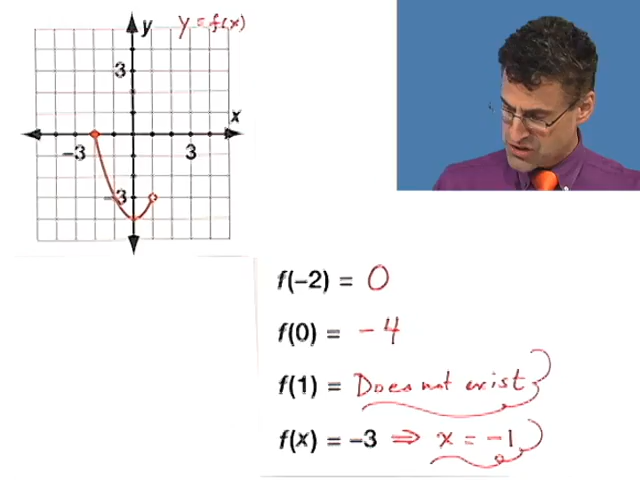 y y = f(x)
3
x
-3 3
-3
f(-2) = 0
f(0) = -4
f(1) = Does not exist
f(x) = -3 ⇒ x = -1